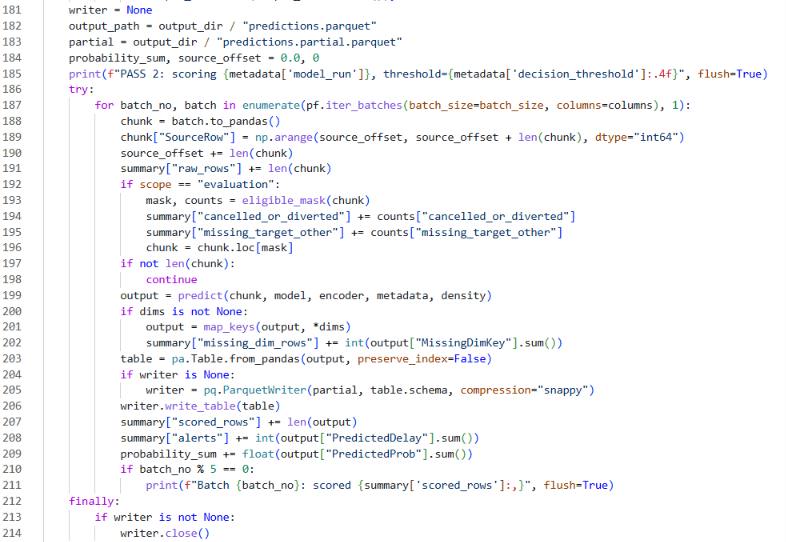 181 writer = None
182 output_path = output_dir / "predictions.parquet"
183 partial = output_dir / "predictions.partial.parquet"
184 probability_sum, source_offset = 0.0, 0
185 print(f"PASS 2: scoring {metadata['model_run']}, threshold={metadata['decision_threshold']:.4f}", flush=True)
186 try:
187 for batch_no, batch in enumerate(pf.iter_batches(batch_size=batch_size, columns=columns), 1):
188 chunk = batch.to_pandas()
189 chunk["SourceRow"] = np.arange(source_offset, source_offset + len(chunk), dtype="int64")
190 source_offset += len(chunk)
191 summary["raw_rows"] += len(chunk)
192 if scope == "evaluation":
193 mask, counts = eligible_mask(chunk)
194 summary["cancelled_or_diverted"] += counts["cancelled_or_diverted"]
195 summary["missing_target_other"] += counts["missing_target_other"]
196 chunk = chunk.loc[mask]
197 if not len(chunk):
198 continue
199 output = predict(chunk, model, encoder, metadata, density)
200 if dims is not None:
201 output = map_keys(output, *dims)
202 summary["missing_dim_rows"] += int(output["MissingDimKey"].sum())
203 table = pa.Table.from_pandas(output, preserve_index=False)
204 if writer is None:
205 writer = pq.ParquetWriter(partial, table.schema, compression="snappy")
206 writer.write_table(table)
207 summary["scored_rows"] += len(output)
208 summary["alerts"] += int(output["PredictedDelay"].sum())
209 probability_sum += float(output["PredictedProb"].sum())
210 if batch_no % 5 == 0:
211 print(f"Batch {batch_no}: scored {summary['scored_rows']:,}", flush=True)
212 finally:
213 if writer is not None:
214 writer.close()